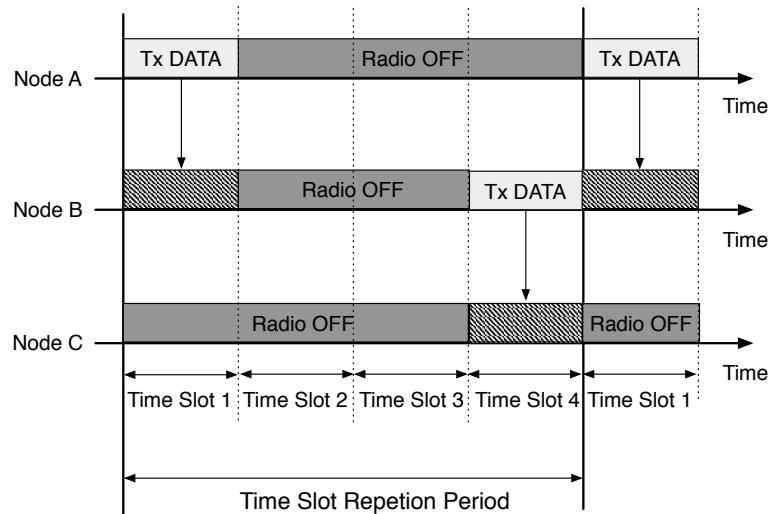 Tx DATA Radio OFF Tx DATA
Node A
Time
Radio OFF Tx DATA
Node B
Time
Radio OFF Radio OFF
Node C
Time
Time Slot 1 Time Slot 2 Time Slot 3 Time Slot 4 Time Slot 1
Time Slot Repetion Period